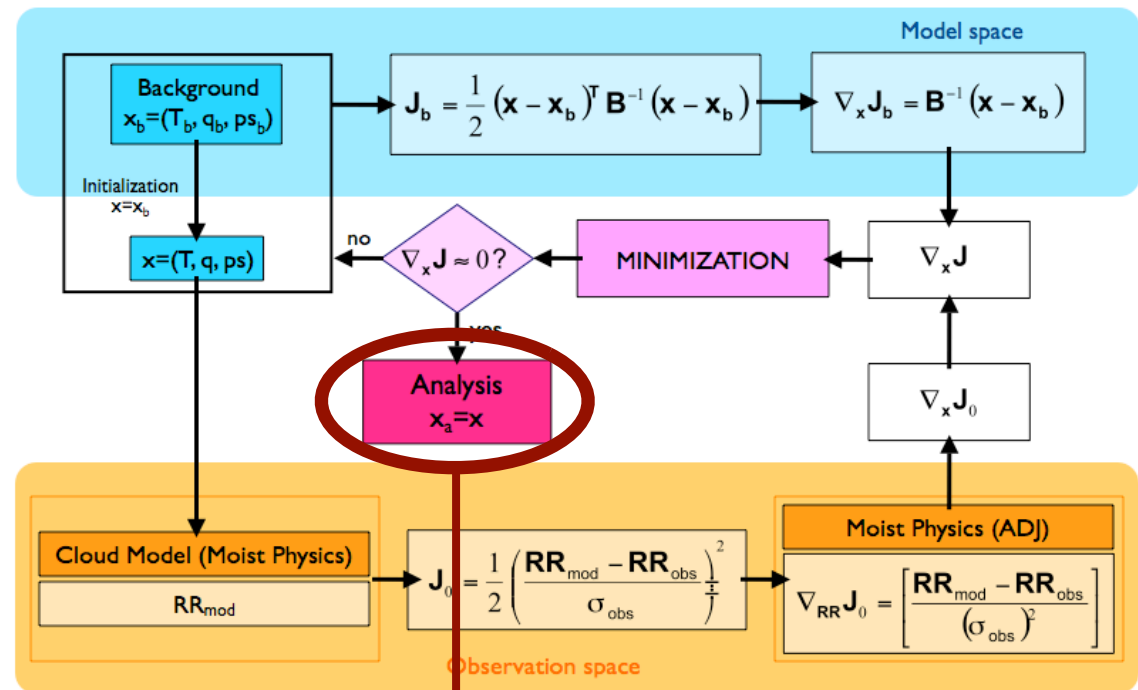 Model space
Background
x_b=(T_b, q_b, ps_b)
J_b = 1/2 (x − x_b)^T B^−1 (x − x_b)
∇_x J_b = B^−1 (x − x_b)
Initialization
x=x_b
x=(T, q, ps)
no
∇_x J ≈ 0 ?
MINIMIZATION
∇_x J
yes
Analysis
x_a=x
∇_x J_0
Cloud Model (Moist Physics)
RR_mod
J_0 = 1/2 ( (RR_mod − RR_obs) / σ_obs )^2
Moist Physics (ADJ)
∇_RR J_0 = [ (RR_mod − RR_obs) / (σ_obs)^2 ]
Observation space